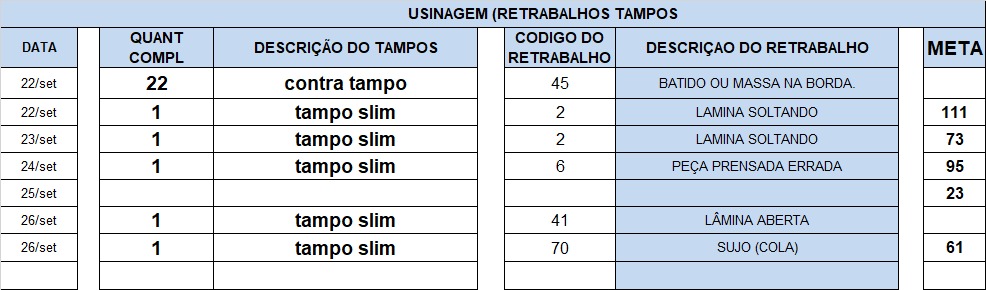 USINAGEM (RETRABALHOS TAMPOS
DATA QUANT COMPL DESCRIÇÃO DO TAMPOS CODIGO DO RETRABALHO DESCRIÇAO DO RETRABALHO META
22/set 22 contra tampo 45 BATIDO OU MASSA NA BORDA.
22/set 1 tampo slim 2 LAMINA SOLTANDO 111
23/set 1 tampo slim 2 LAMINA SOLTANDO 73
24/set 1 tampo slim 6 PEÇA PRENSADA ERRADA 95
25/set 23
26/set 1 tampo slim 41 LÂMINA ABERTA
26/set 1 tampo slim 70 SUJO (COLA) 61